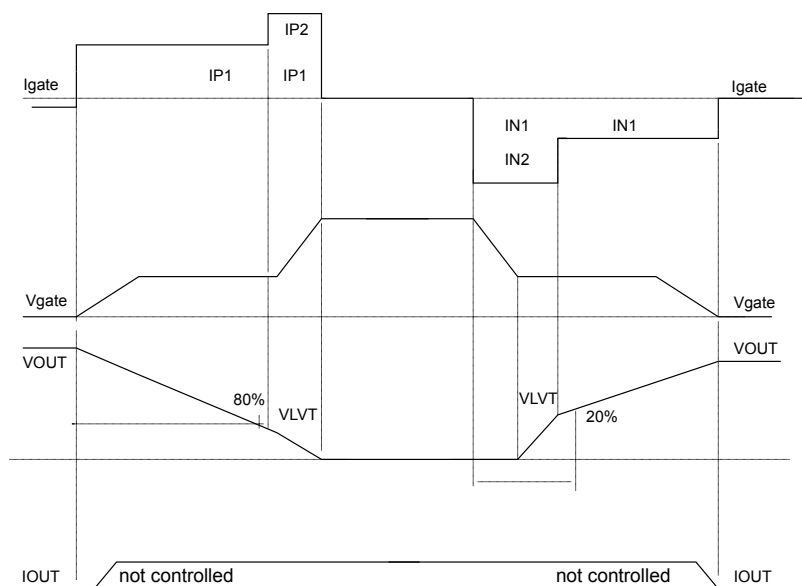 IP2
IP1 IP1
Igate Igate
IN1 IN1
IN2
Vgate Vgate
VOUT VOUT
80% VLVT VLVT 20%
IOUT not controlled not controlled IOUT